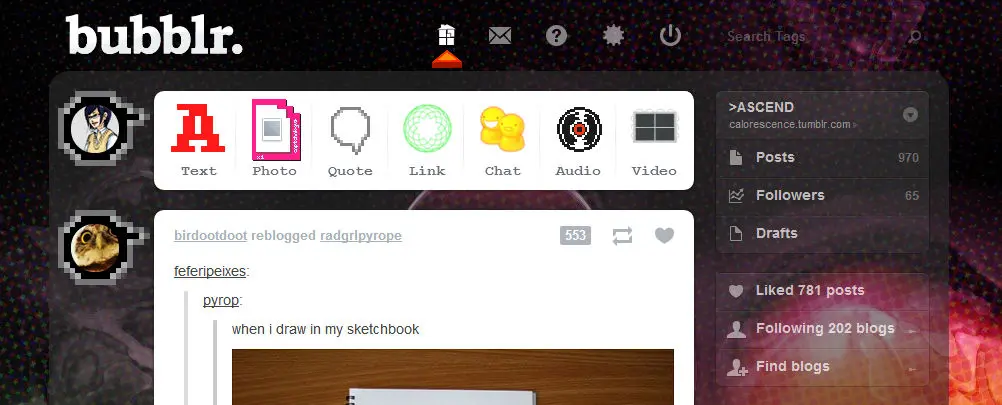 bubblr.
Search Tags
Text
Photo
Quote
Link
Chat
Audio
Video
>ASCEND
calorescence.tumblr.com
Posts 970
Followers 65
Drafts
birdootdoot reblogged radgrlpyrope 553
feferipeixes:
pyrop:
when i draw in my sketchbook
Liked 781 posts
Following 202 blogs
Find blogs